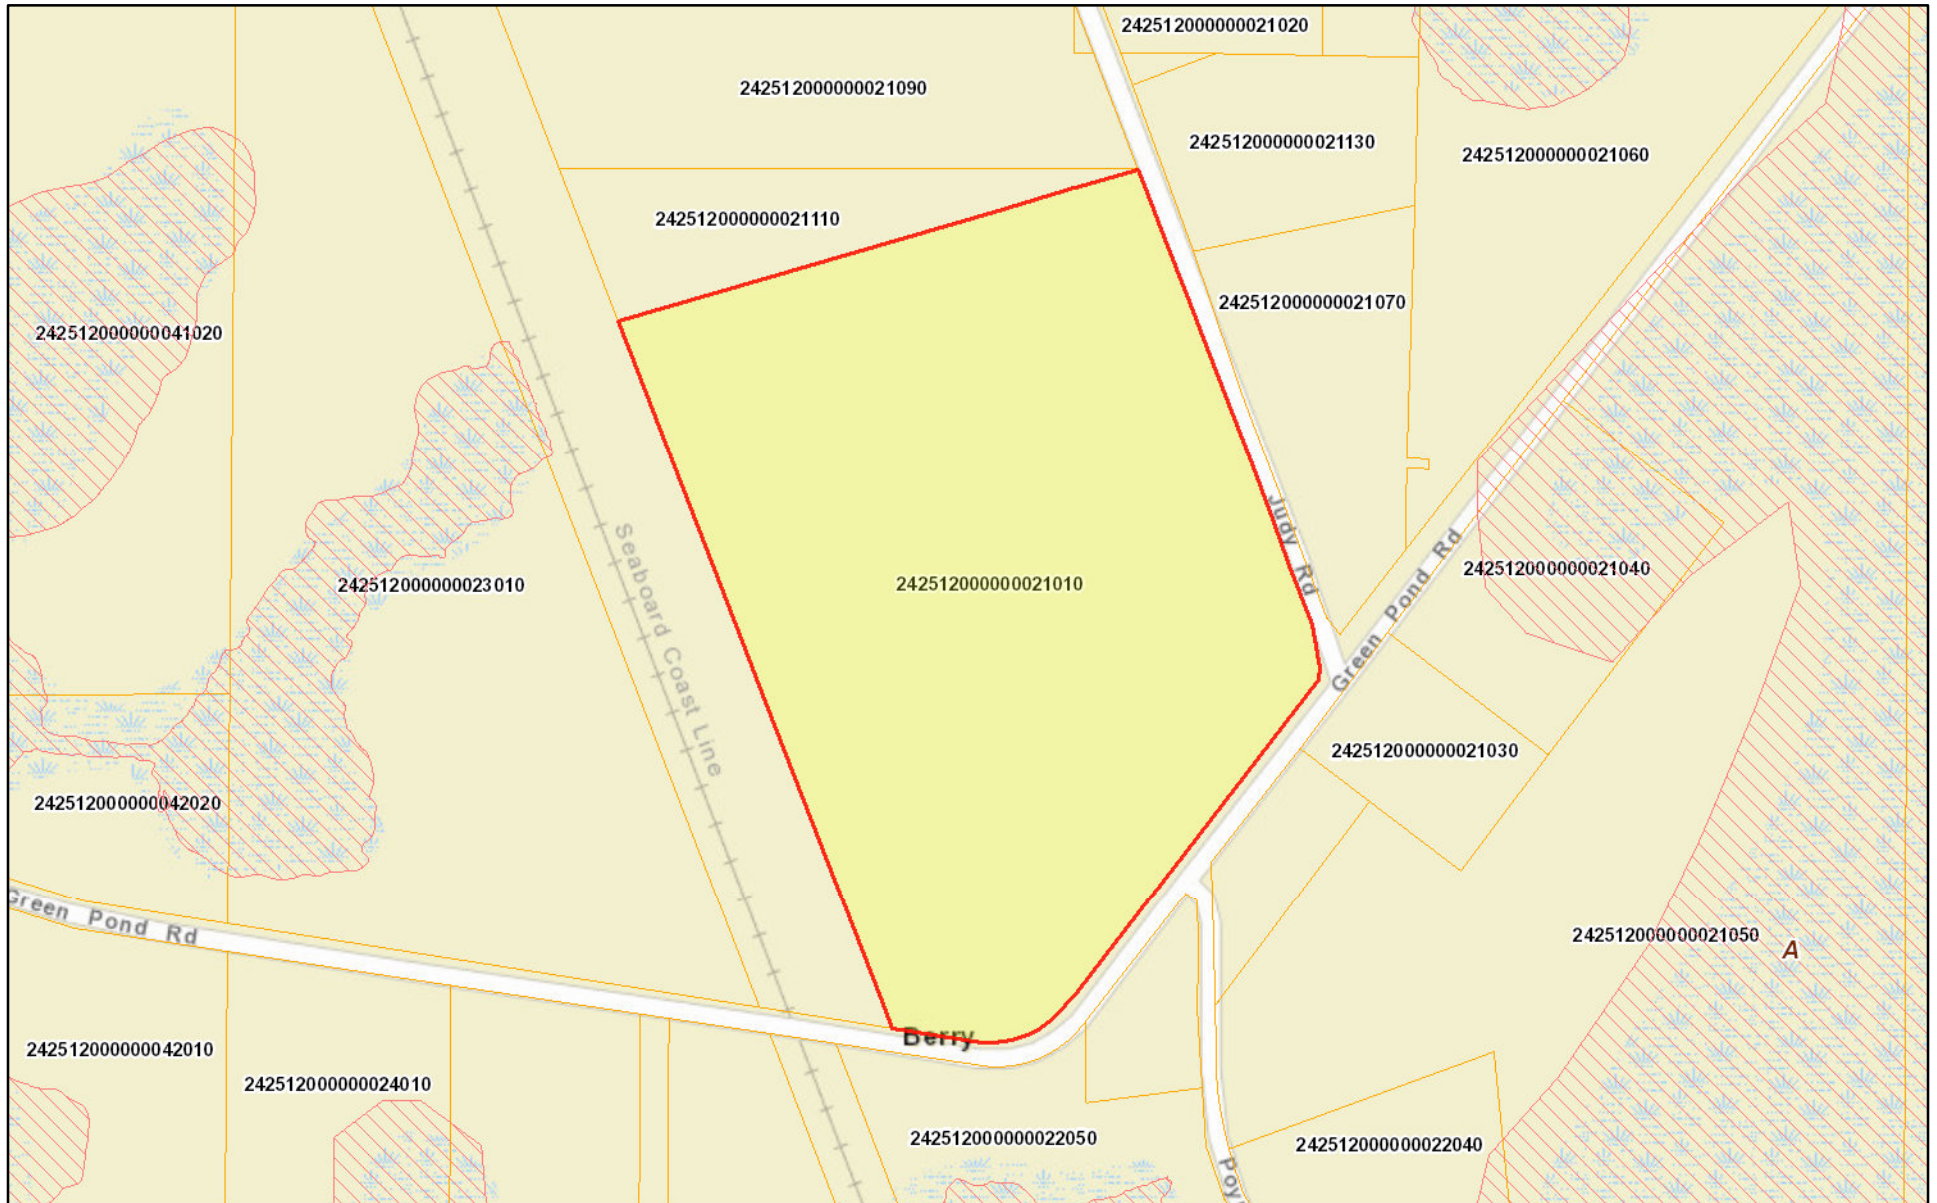 242512000000021020
242512000000021090
242512000000021130
242512000000021060
242512000000021110
242512000000021070
242512000000041020
Judy Rd
Seaboard Coast Line
Green Pond Rd
242512000000021040
242512000000023010
242512000000021010
242512000000021030
242512000000042020
Green Pond Rd
242512000000021050
A
Berry
242512000000042010
242512000000024010
242512000000022050
242512000000022040